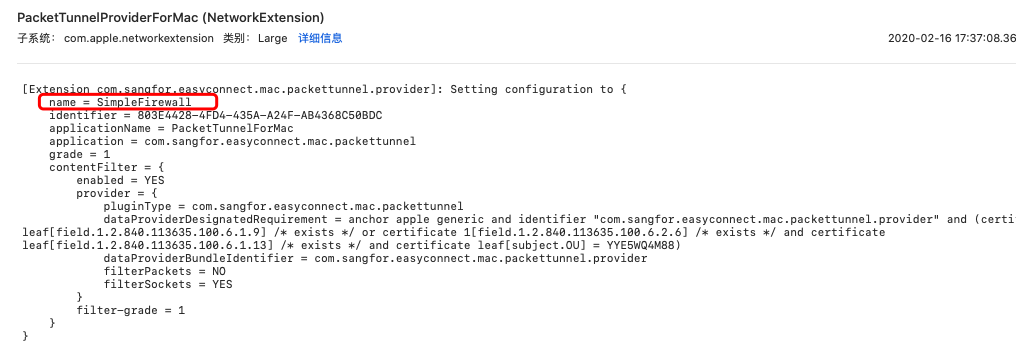 PacketTunnelProviderForMac (NetworkExtension)
子系统： com.apple.networkextension 类别： Large 详细信息 2020-02-16 17:37:08.36
[Extension com.sangfor.easyconnect.mac.packettunnel.provider]: Setting configuration to {
name = SimpleFirewall
identifier = 803E4428-4FD4-435A-A24F-AB4368C50BDC
applicationName = PacketTunnelForMac
application = com.sangfor.easyconnect.mac.packettunnel
grade = 1
contentFilter = {
enabled = YES
provider = {
pluginType = com.sangfor.easyconnect.mac.packettunnel
dataProviderDesignatedRequirement = anchor apple generic and identifier "com.sangfor.easyconnect.mac.packettunnel.provider" and (certi
leaf[field.1.2.840.113635.100.6.1.9] /* exists */ or certificate 1[field.1.2.840.113635.100.6.2.6] /* exists */ and certificate
leaf[field.1.2.840.113635.100.6.1.13] /* exists */ and certificate leaf[subject.OU] = YYE5WQ4M88)
dataProviderBundleIdentifier = com.sangfor.easyconnect.mac.packettunnel.provider
filterPackets = NO
filterSockets = YES
}
filter-grade = 1
}
}